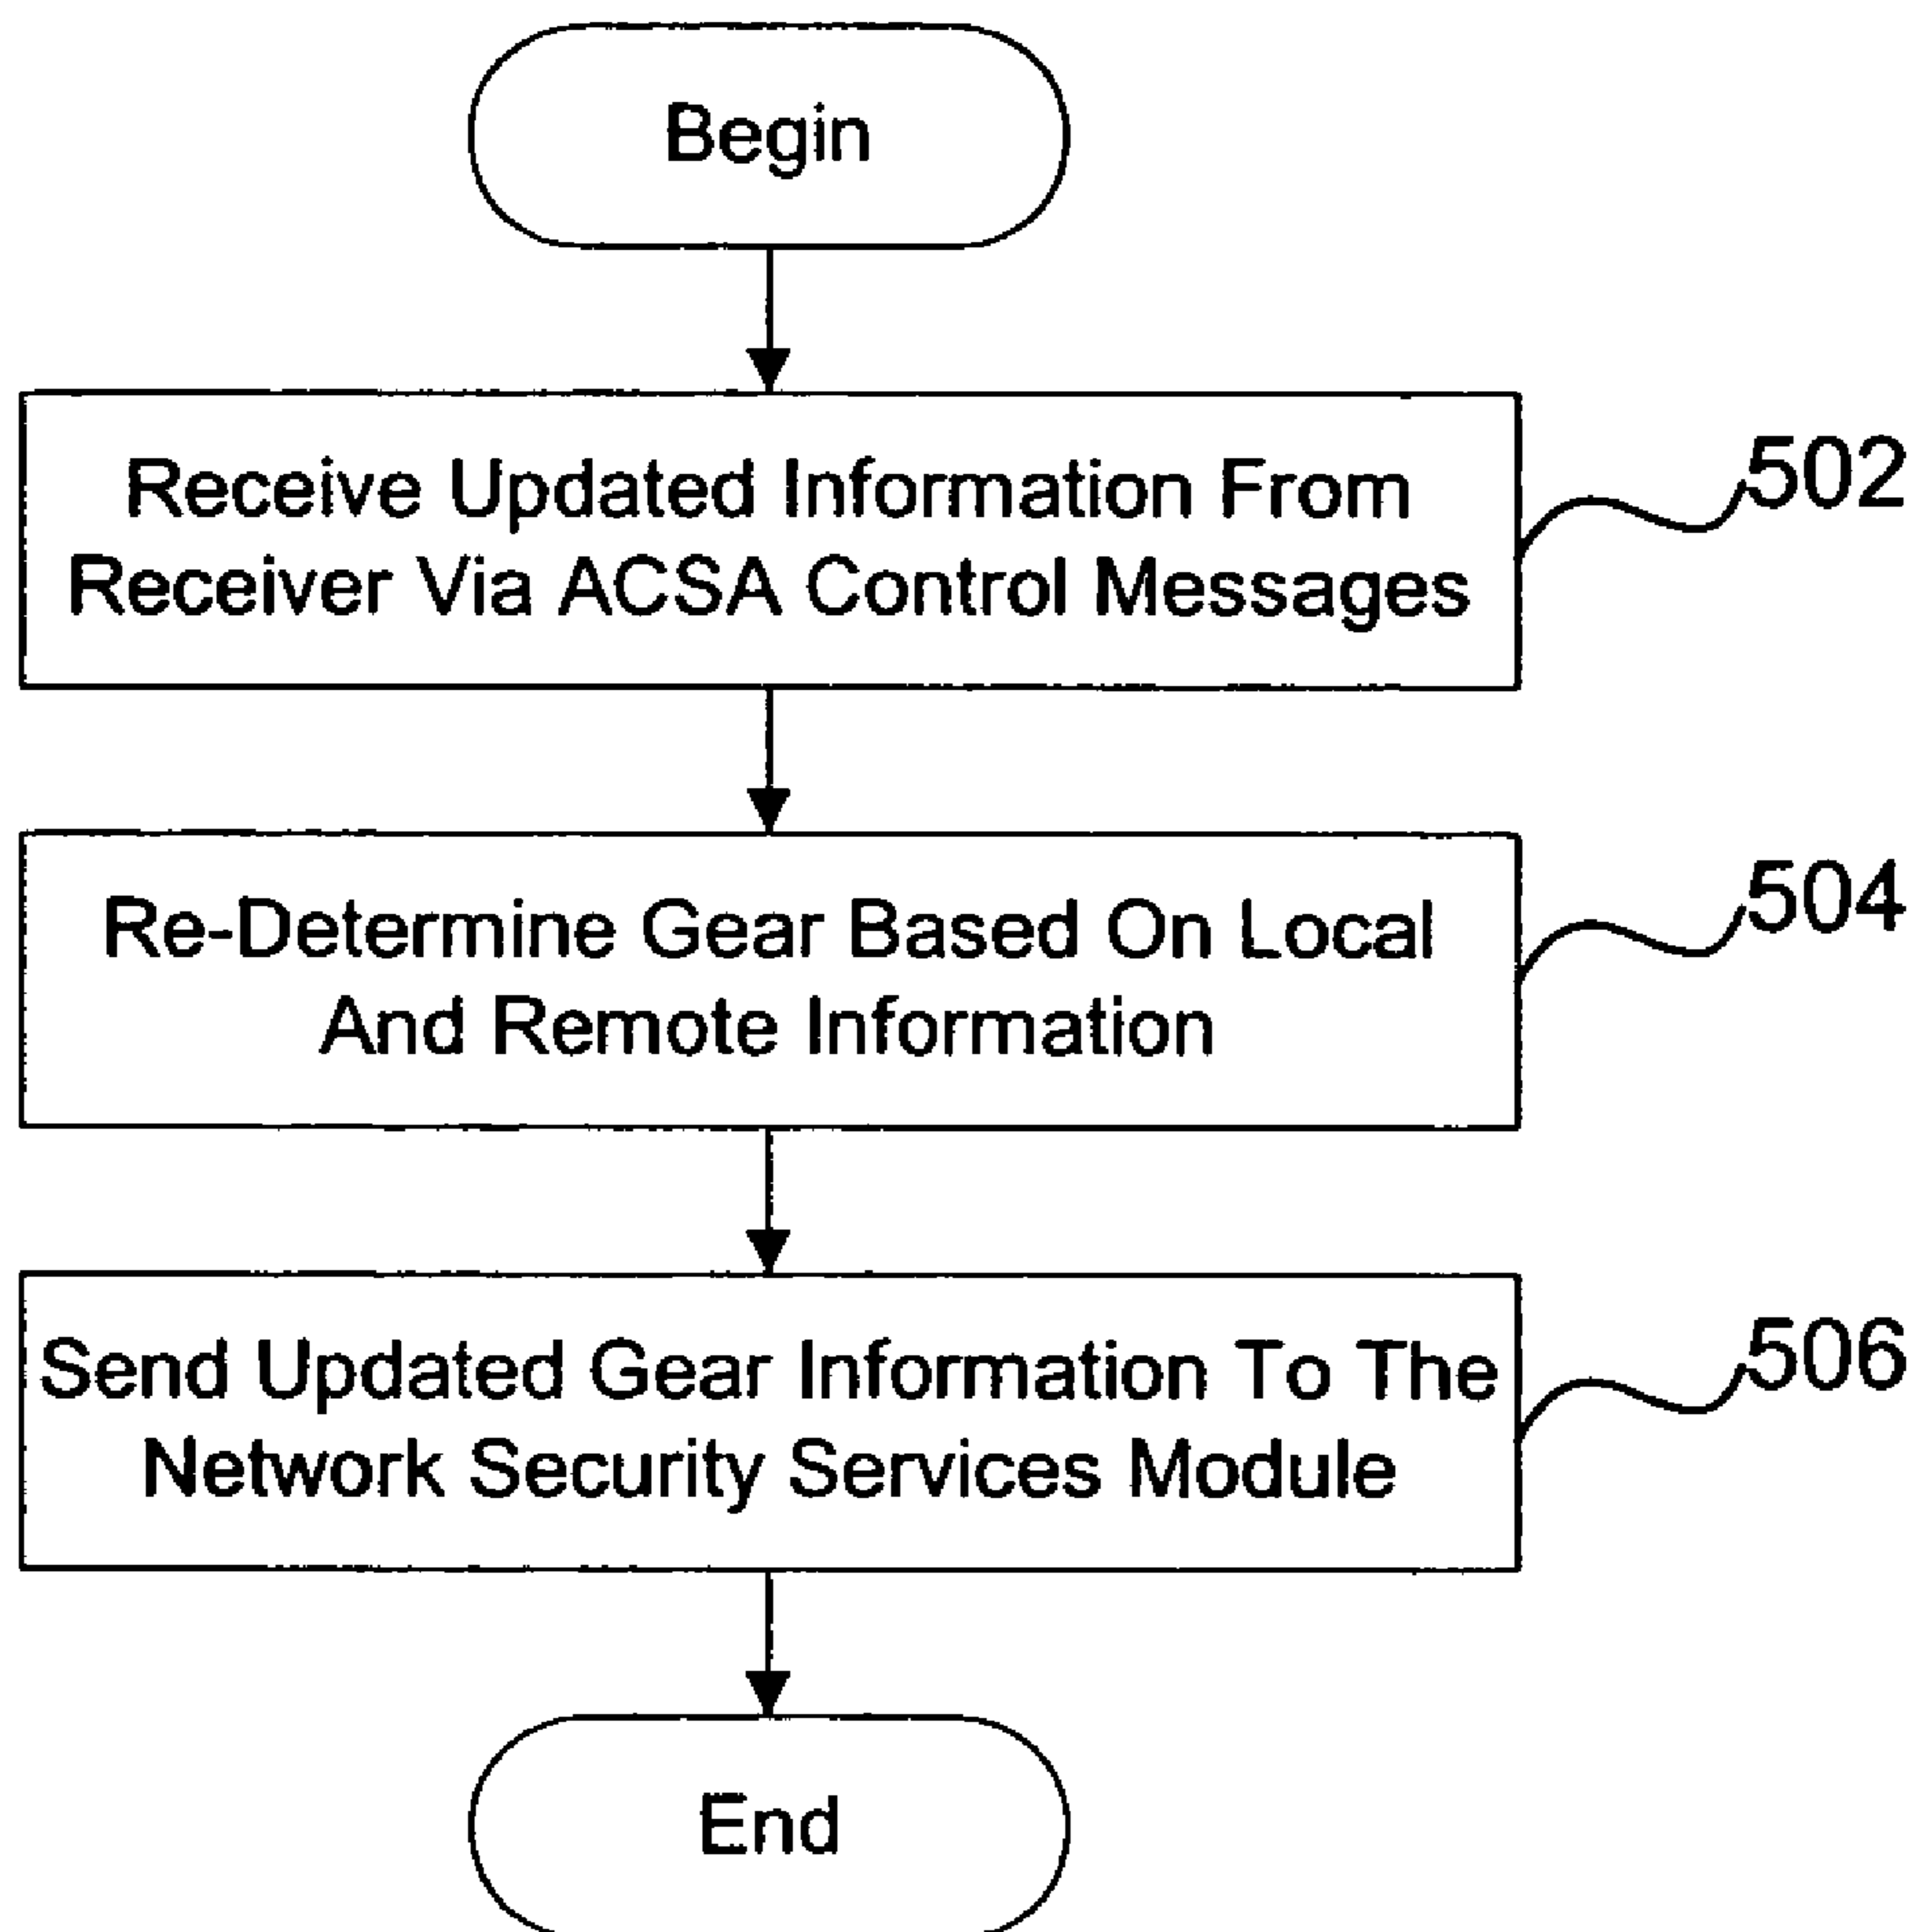 Begin
Receive Updated Information From
Receiver Via ACSA Control Messages
502
Re-Determine Gear Based On Local
And Remote Information
504
Send Updated Gear Information To The
Network Security Services Module
506
End